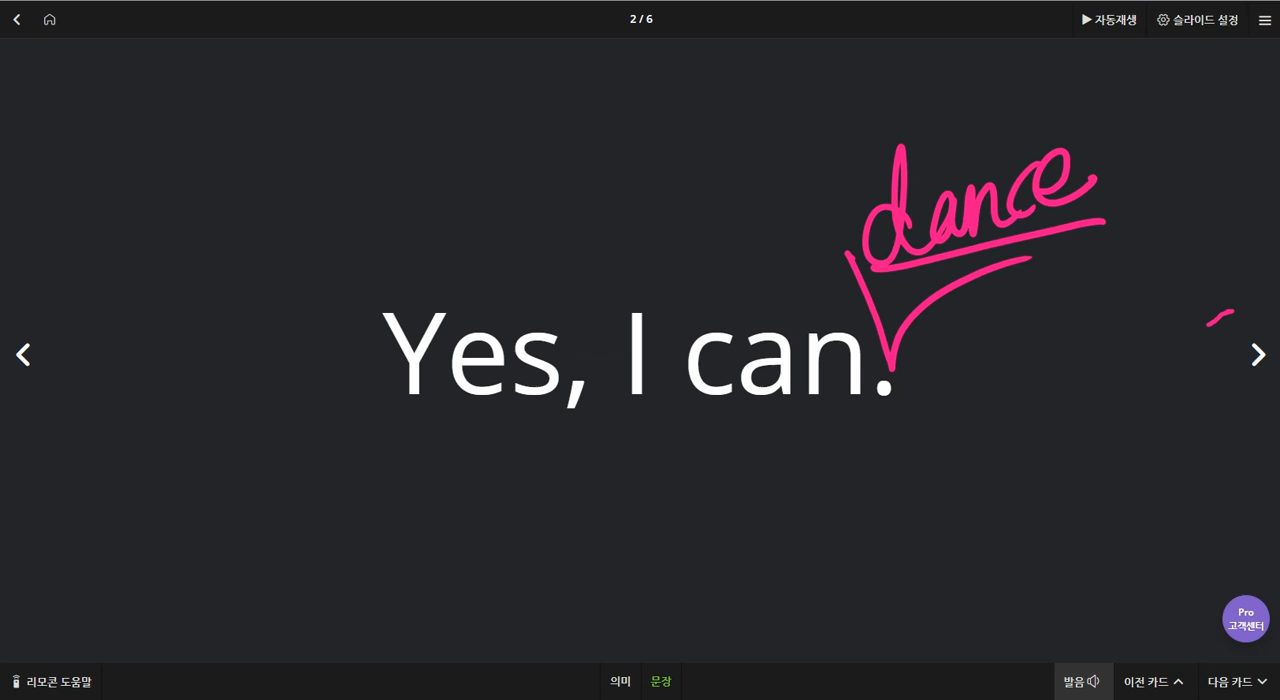 2 / 6
자동재생
슬라이드 설정
dance
Yes, I can.
Pro
고객센터
리모콘 도움말
의미
문장
발음
이전 카드
다음 카드